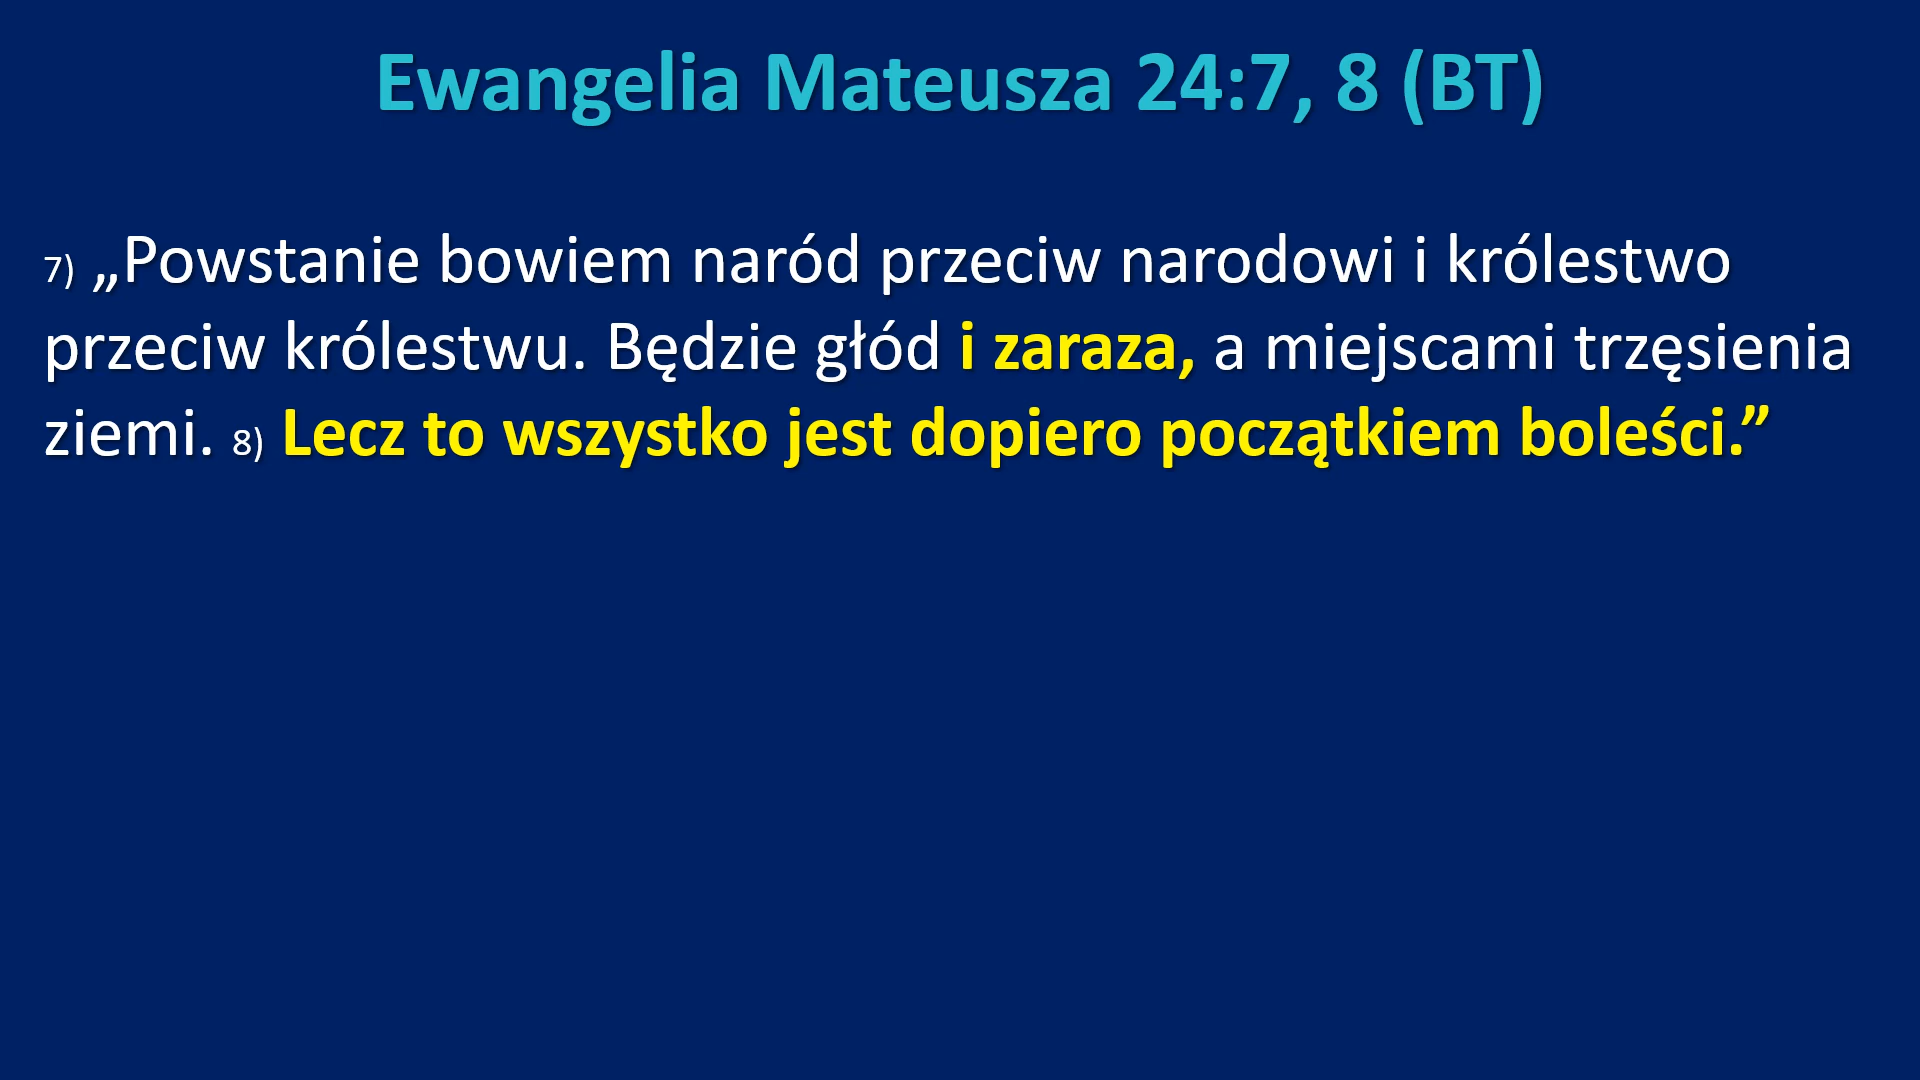 Ewangelia Mateusza 24:7, 8 (BT)
7) „Powstanie bowiem naród przeciw narodowi i królestwo
przeciw królestwu. Będzie głód i zaraza, a miejscami trzęsienia
ziemi. 8) Lecz to wszystko jest dopiero początkiem boleści.”